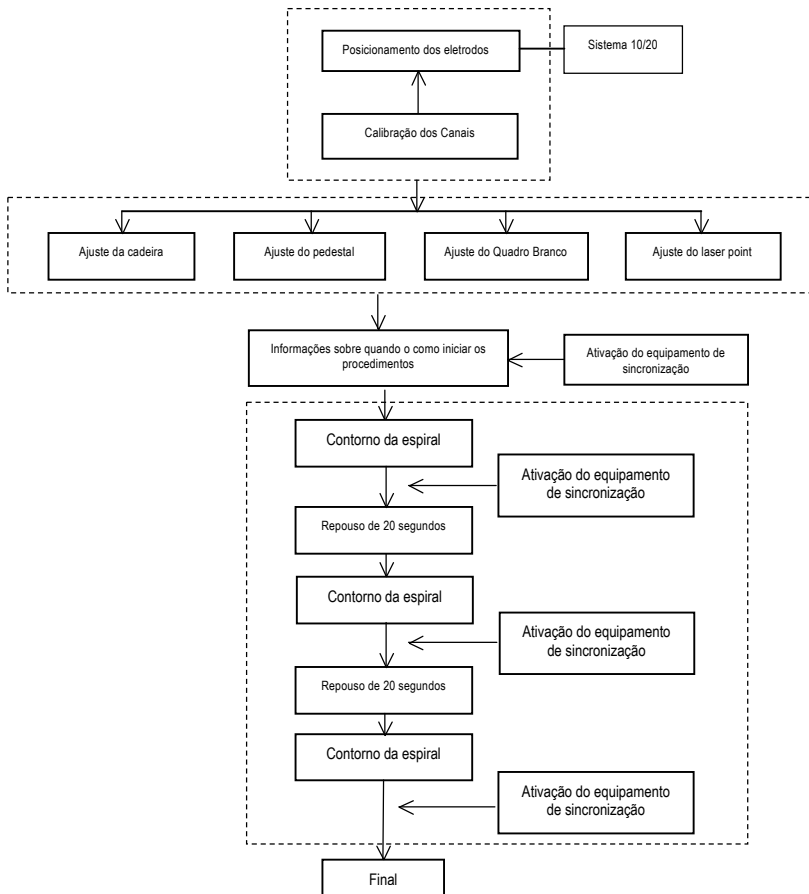 Posicionamento dos eletrodos
Sistema 10/20
Calibração dos Canais
Ajuste da cadeira
Ajuste do pedestal
Ajuste do Quadro Branco
Ajuste do laser point
Informações sobre quando o como iniciar os
procedimentos
Ativação do equipamento de
sincronização
Contorno da espiral
Ativação do equipamento
de sincronização
Repouso de 20 segundos
Contorno da espiral
Ativação do equipamento
de sincronização
Repouso de 20 segundos
Contorno da espiral
Ativação do equipamento
de sincronização
Final